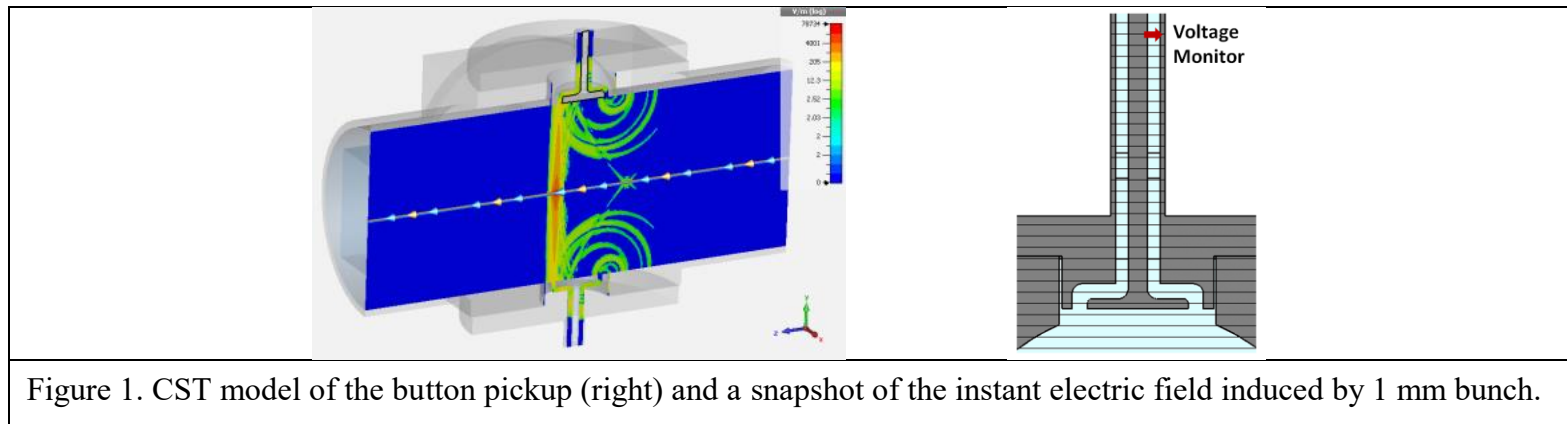 V/m (log)
4001
205
12.3
2.52
2.03
2
2
0
y
z
x
Voltage
Monitor
Figure 1. CST model of the button pickup (right) and a snapshot of the instant electric field induced by 1 mm bunch.